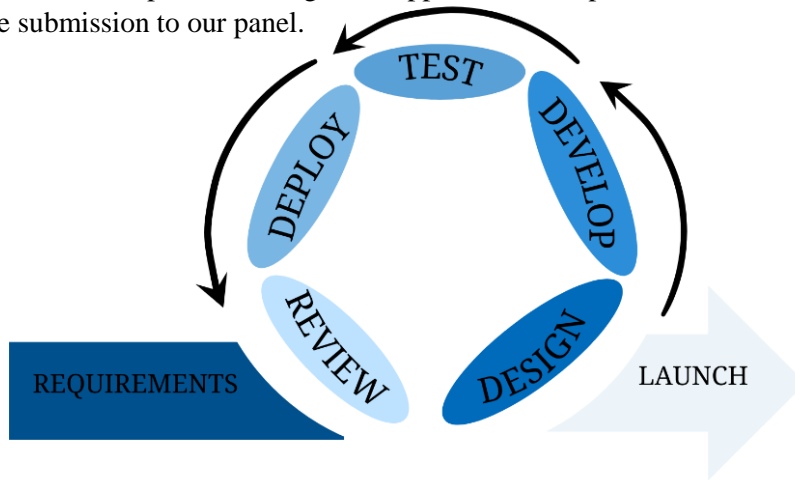 e submission to our panel.
TEST
DEVELOP
DEPLOY
REVIEW
DESIGN
REQUIREMENTS
LAUNCH